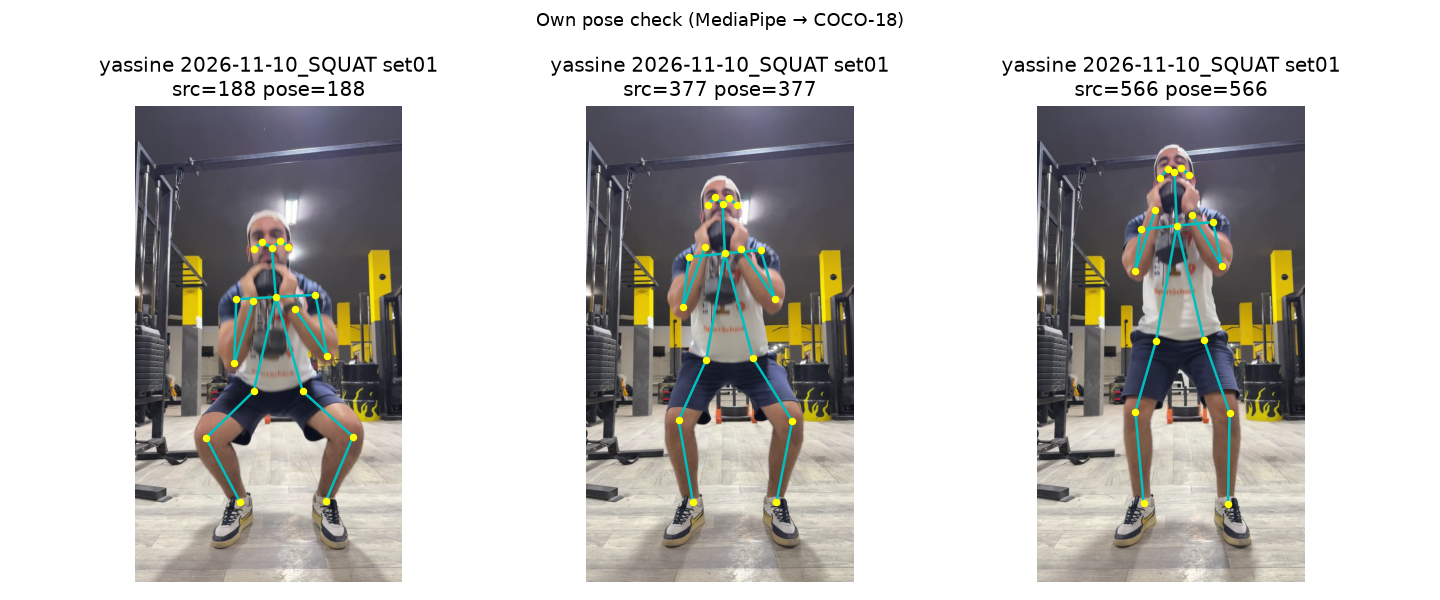 Own pose check (MediaPipe → COCO-18)
yassine 2026-11-10_SQUAT set01
src=188 pose=188
yassine 2026-11-10_SQUAT set01
src=377 pose=377
yassine 2026-11-10_SQUAT set01
src=566 pose=566